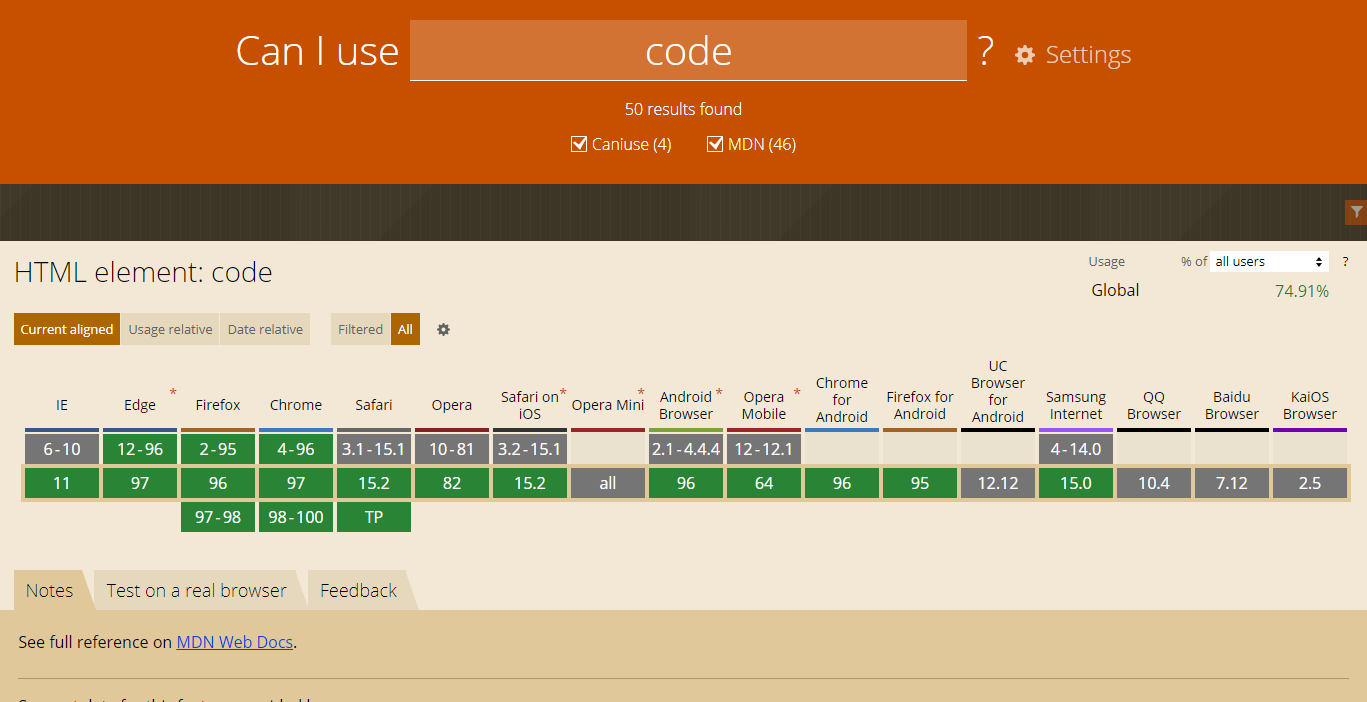 Can I use code ? Settings
50 results found
Caniuse (4) MDN (46)
HTML element: code
Usage % of all users ?
Global 74.91%
Current aligned Usage relative Date relative Filtered All
IE Edge * Firefox Chrome Safari Opera Safari on iOS * Opera Mini * Android Browser * Opera Mobile * Chrome for Android Firefox for Android UC Browser for Android Samsung Internet QQ Browser Baidu Browser KaiOS Browser
6-10 12-96 2-95 4-96 3.1-15.1 10-81 3.2-15.1 2.1-4.4.4 12-12.1 4-14.0
11 97 96 97 15.2 82 15.2 all 96 64 96 95 12.12 15.0 10.4 7.12 2.5
97-98 98-100 TP
Notes Test on a real browser Feedback
See full reference on MDN Web Docs.